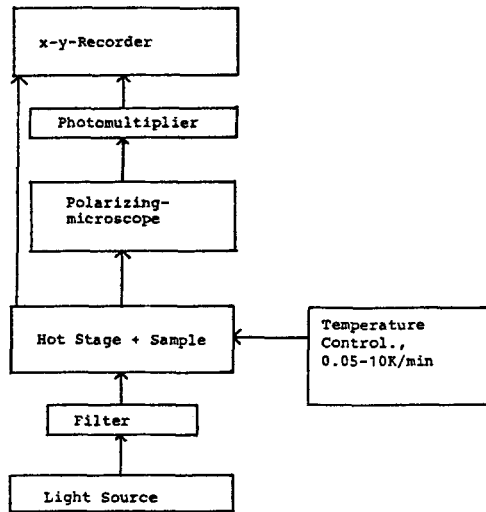 x-y-Recorder
Photomultiplier
Polarizing-
microscope
Hot Stage + Sample
Temperature
Control.,
0.05-10K/min
Filter
Light Source